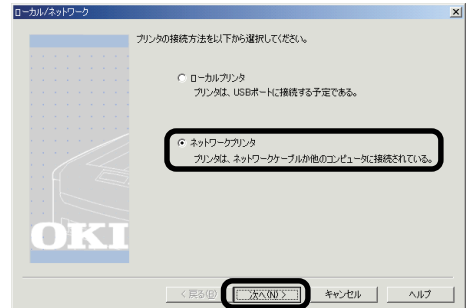 ローカル/ネットワーク
プリンタの接続方法を以下から選択してください。
ローカルプリンタ
プリンタは、USBポートに接続する予定である。
ネットワークプリンタ
プリンタは、ネットワークケーブルか他のコンピュータに接続されている。
OKI
< 戻る(B) 次へ(N) > キャンセル ヘルプ